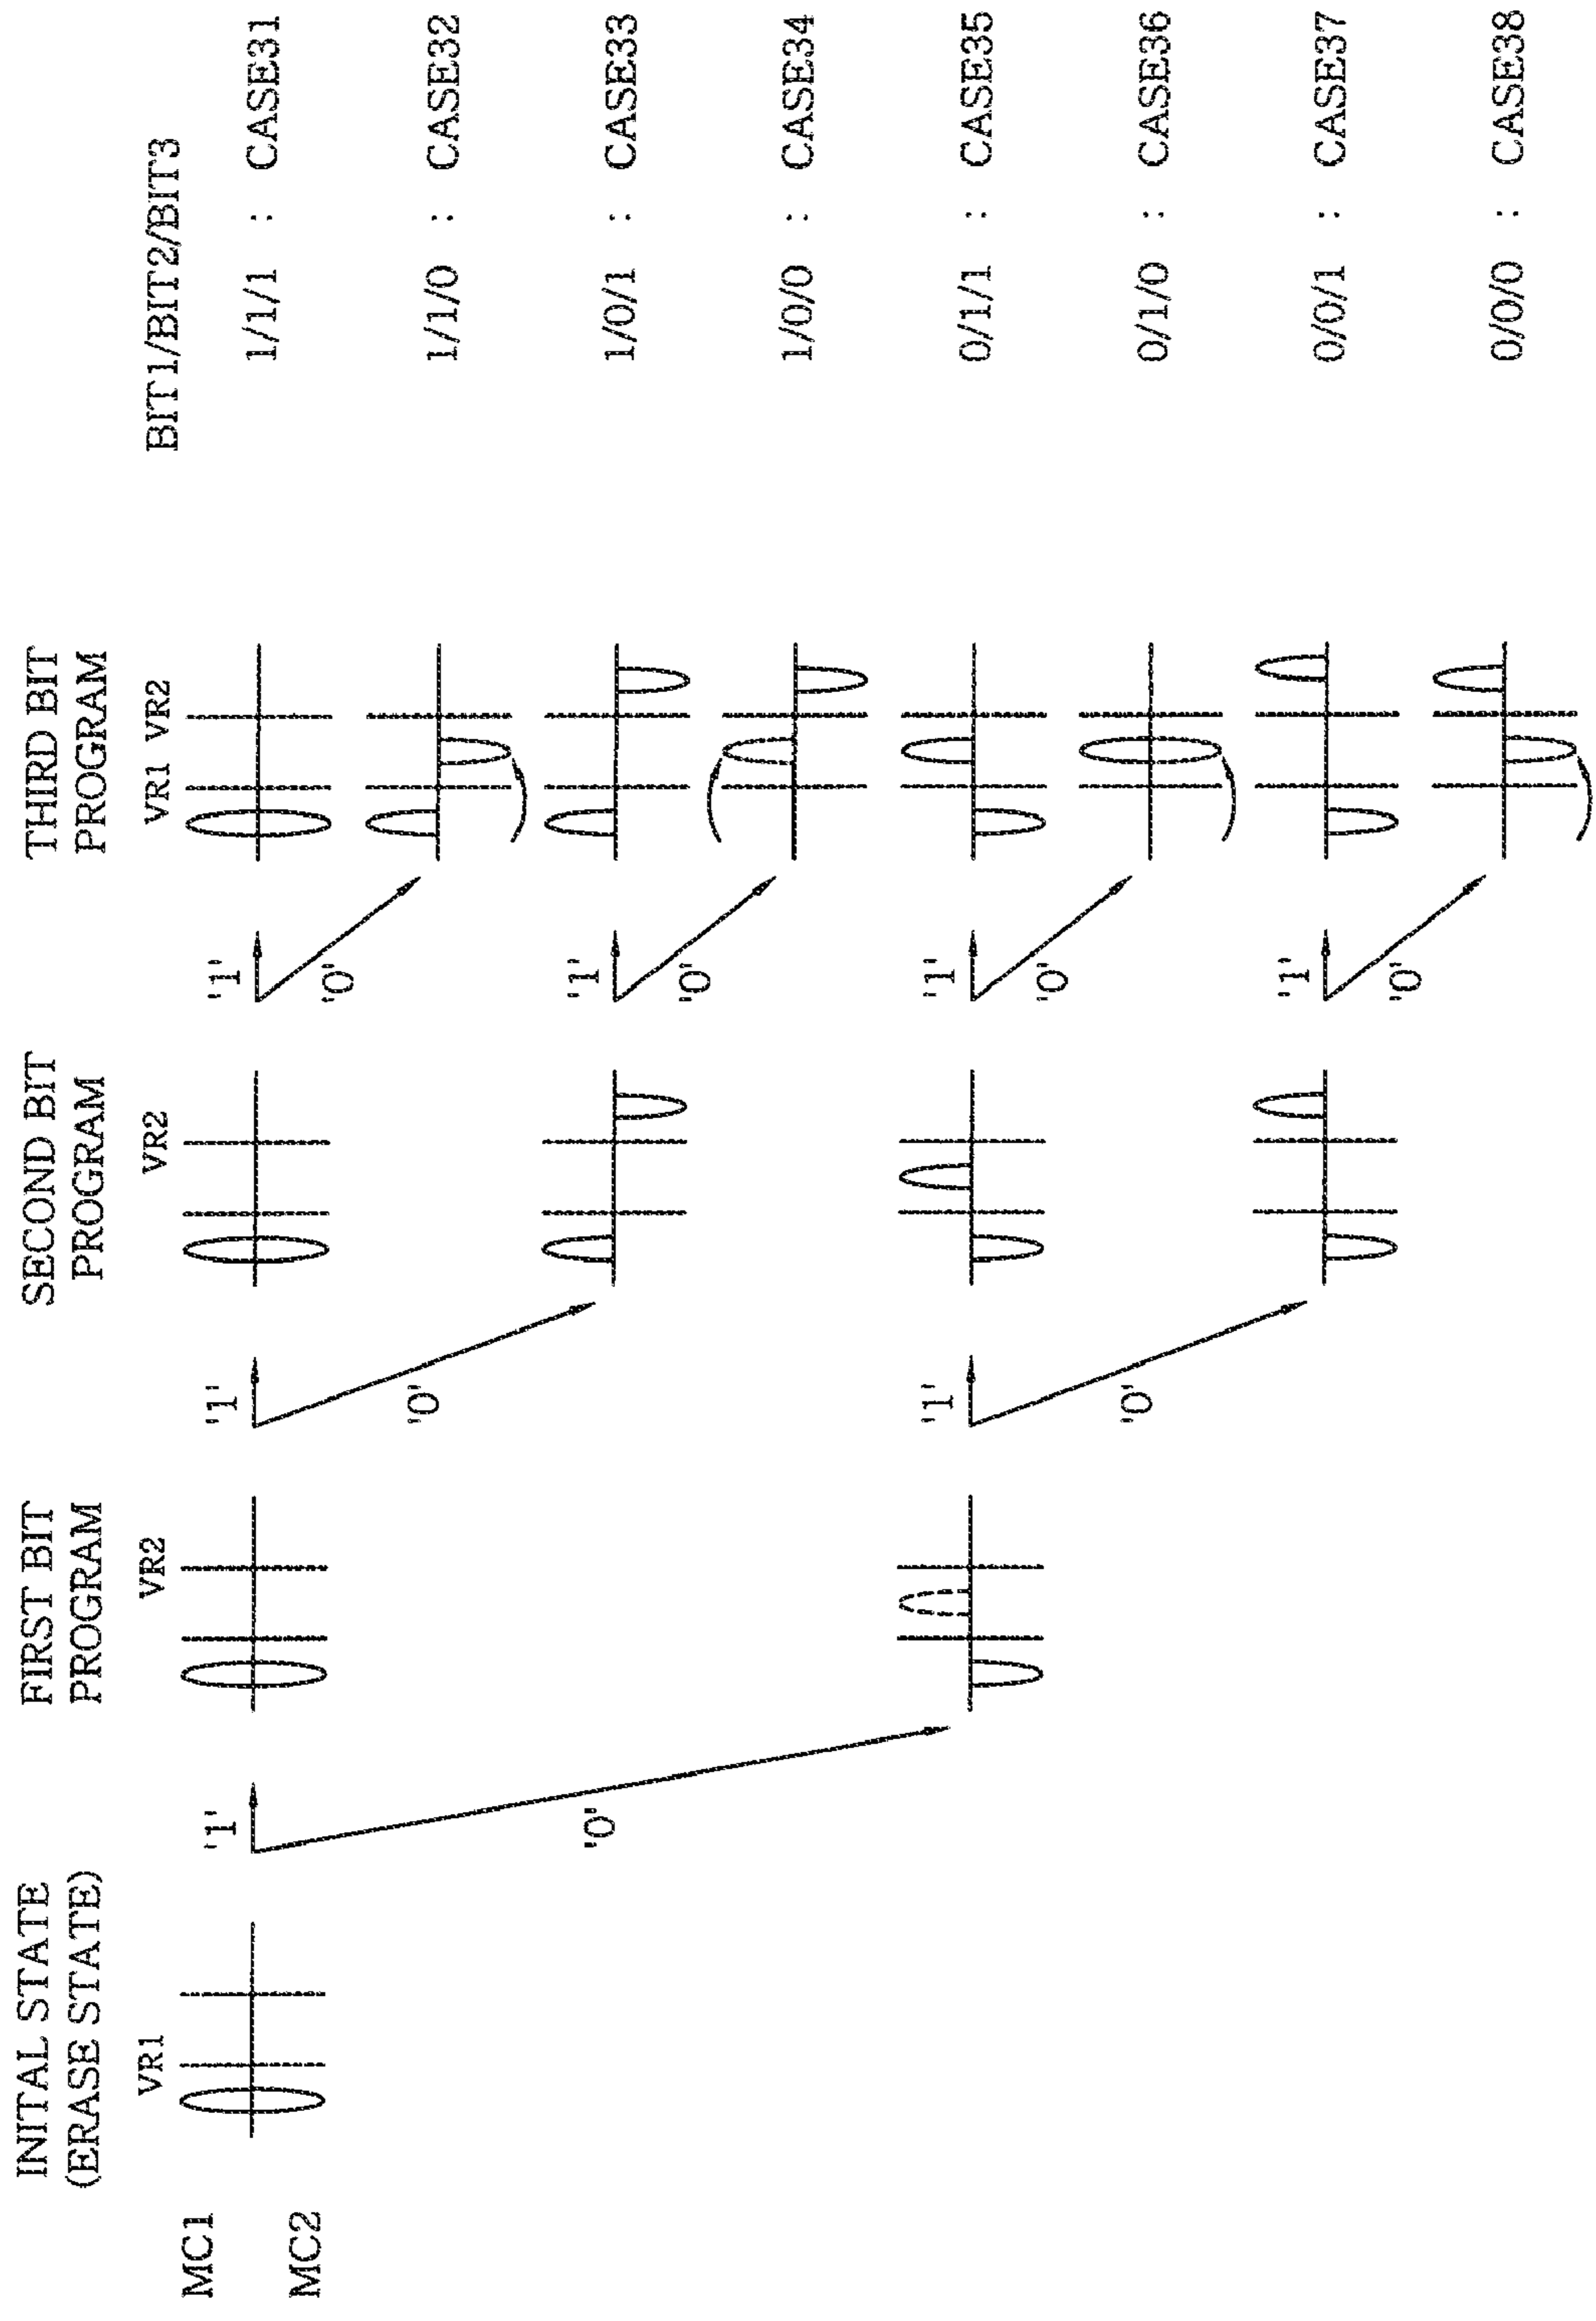 INITAL STATE
(ERASE STATE)
FIRST BIT
PROGRAM
SECOND BIT
PROGRAM
THIRD BIT
PROGRAM
BIT1/BIT2/BIT3
VR1
VR2
VR2
VR1 VR2
MC1
MC2
'1'
'1'
'1'
1/1/1 : CASE31
'0'
1/1/0 : CASE32
'0'
'1'
1/0/1 : CASE33
'0'
'0'
1/0/0 : CASE34
'1'
'1'
0/1/1 : CASE35
'0'
0/1/0 : CASE36
'0'
'1'
0/0/1 : CASE37
'0'
0/0/0 : CASE38